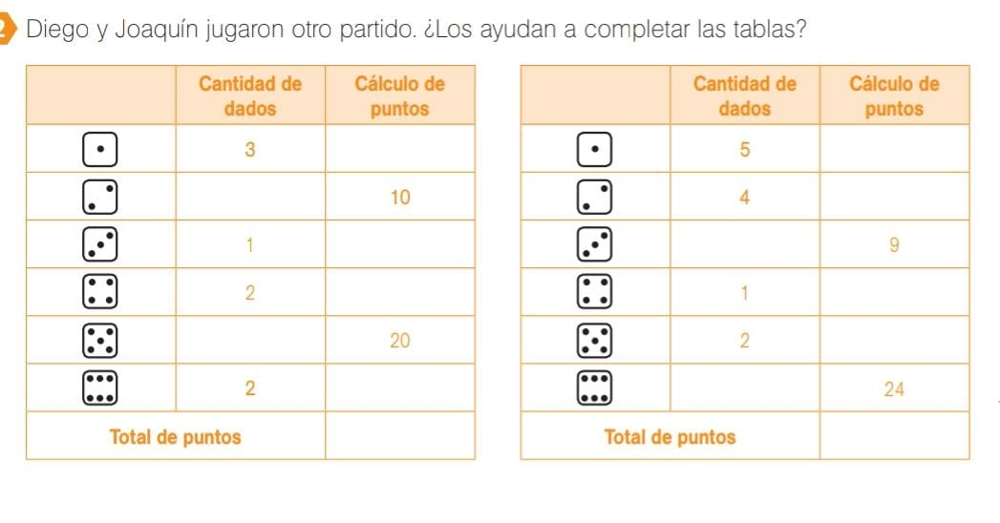 2 Diego y Joaquín jugaron otro partido. ¿Los ayudan a completar las tablas?
Cantidad de dados Cálculo de puntos
3
10
1
2
20
2
Total de puntos
Cantidad de dados Cálculo de puntos
5
4
9
1
2
24
Total de puntos